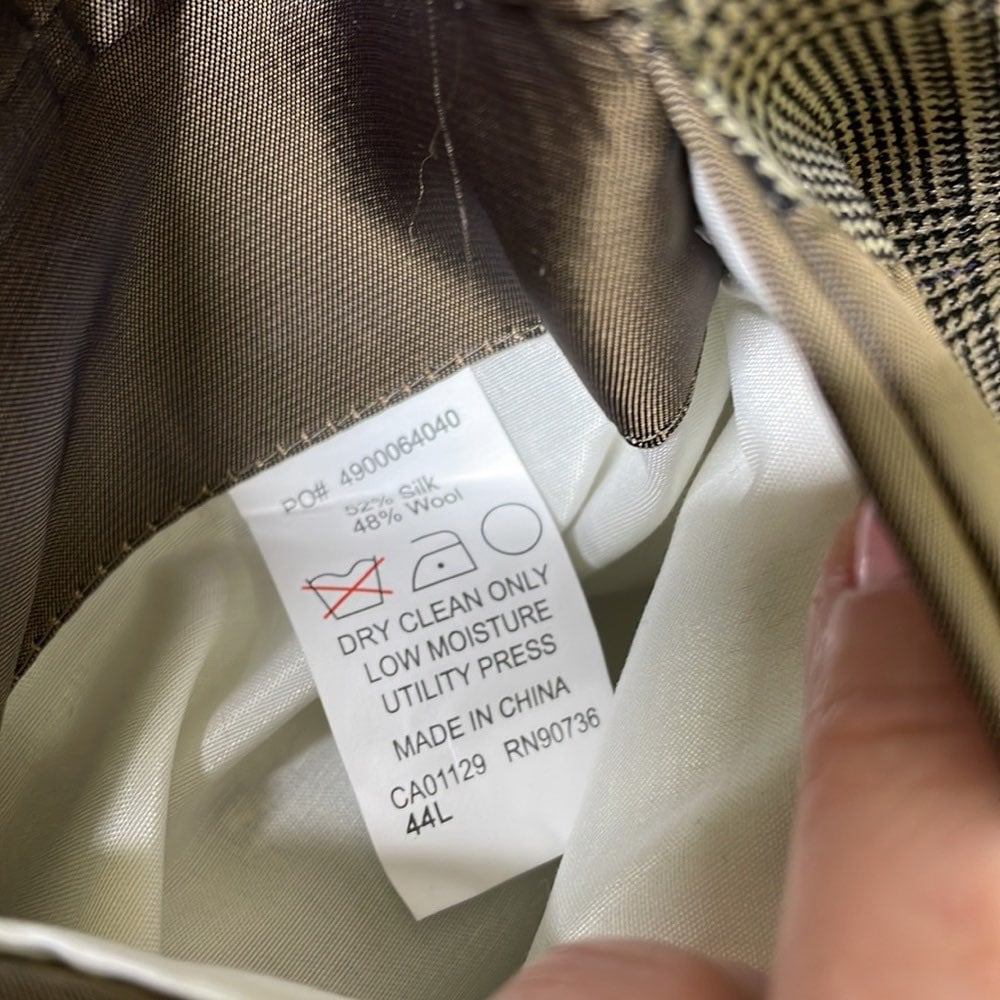 PO# 4900064040
52% Silk
48% Wool
DRY CLEAN ONLY
LOW MOISTURE
UTILITY PRESS
MADE IN CHINA
CA01129 RN90736
44L